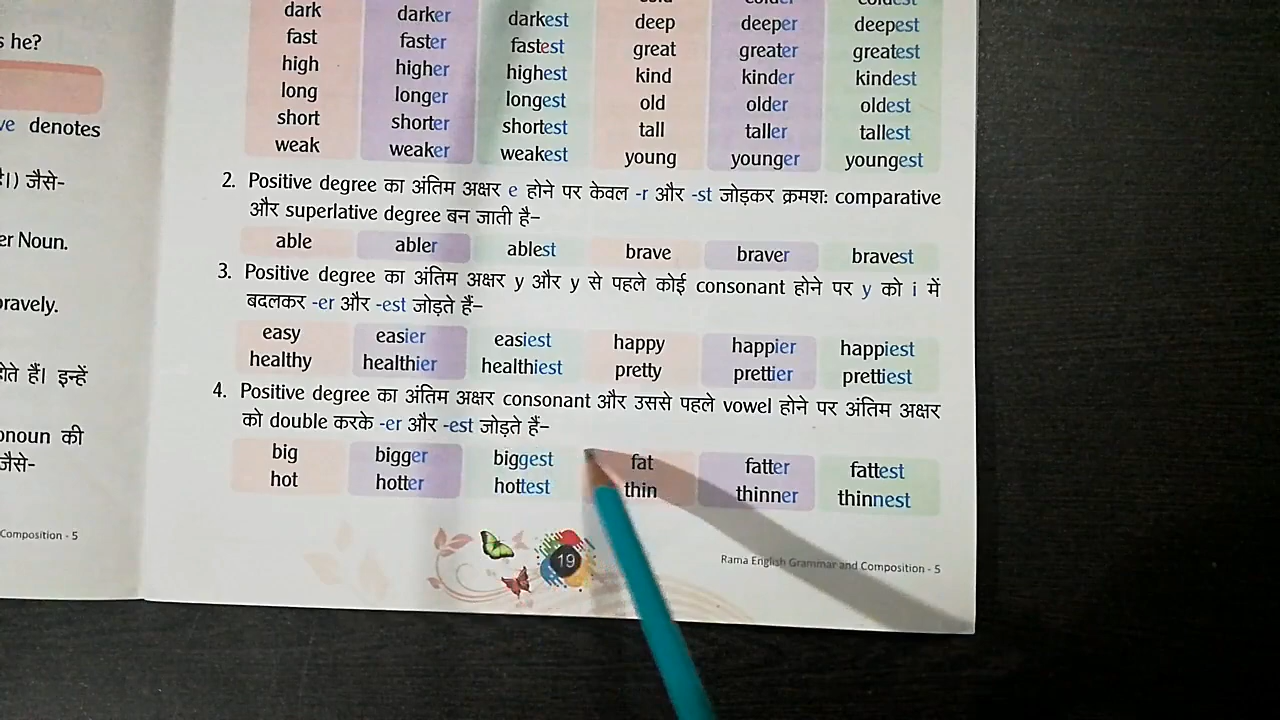 s he?
ve denotes
है।) जैसे-
er Noun.
bravely.
होते हैं। इन्हें
onoun की
जैसे-
Composition - 5
dark darker darkest deep deeper deepest
fast faster fastest great greater greatest
high higher highest kind kinder kindest
long longer longest old older oldest
short shorter shortest tall taller tallest
weak weaker weakest young younger youngest
2. Positive degree का अंतिम अक्षर e होने पर केवल -r और -st जोड़कर क्रमशः comparative
और superlative degree बन जाती है–
able abler ablest brave braver bravest
3. Positive degree का अंतिम अक्षर y और y से पहले कोई consonant होने पर y को i में
बदलकर -er और -est जोड़ते हैं–
easy easier easiest happy happier happiest
healthy healthier healthiest pretty prettier prettiest
4. Positive degree का अंतिम अक्षर consonant और उससे पहले vowel होने पर अंतिम अक्षर
को double करके -er और -est जोड़ते हैं–
big bigger biggest fat fatter fattest
hot hotter hottest thin thinner thinnest
19
Rama English Grammar and Composition - 5